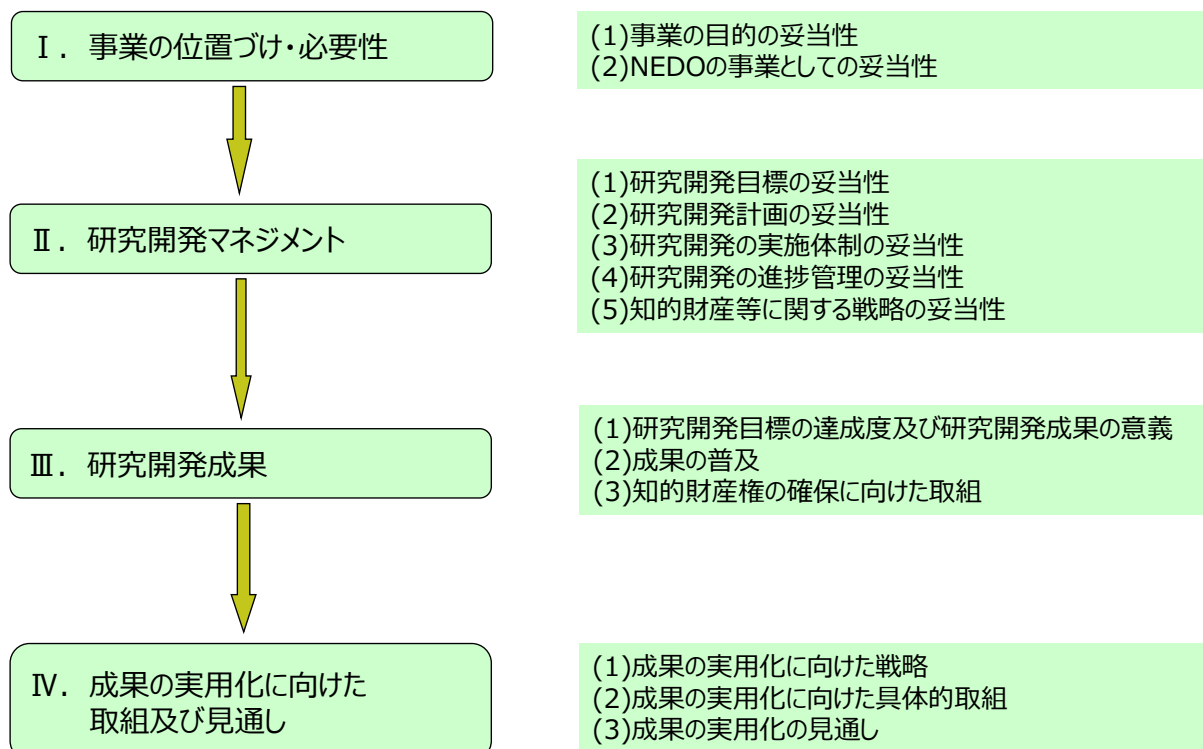 Ⅰ. 事業の位置づけ・必要性
(1)事業の目的の妥当性
(2)NEDOの事業としての妥当性
Ⅱ. 研究開発マネジメント
(1)研究開発目標の妥当性
(2)研究開発計画の妥当性
(3)研究開発の実施体制の妥当性
(4)研究開発の進捗管理の妥当性
(5)知的財産等に関する戦略の妥当性
Ⅲ. 研究開発成果
(1)研究開発目標の達成度及び研究開発成果の意義
(2)成果の普及
(3)知的財産権の確保に向けた取組
Ⅳ. 成果の実用化に向けた
取組及び見通し
(1)成果の実用化に向けた戦略
(2)成果の実用化に向けた具体的取組
(3)成果の実用化の見通し